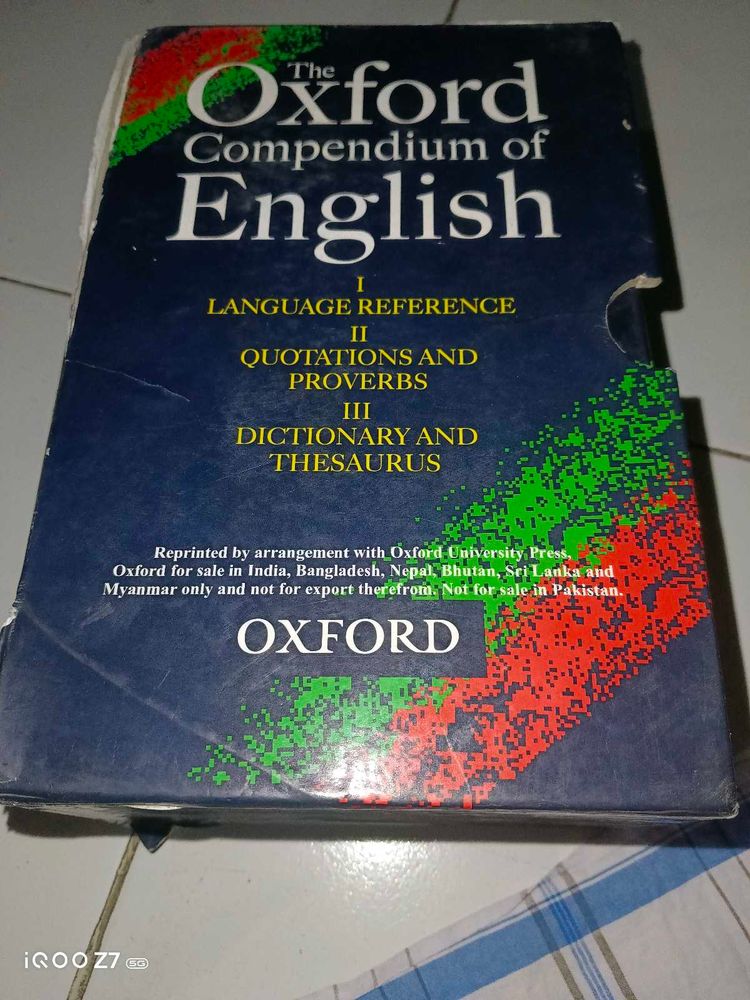 The
Oxford
Compendium of
English
I
LANGUAGE REFERENCE
II
QUOTATIONS AND
PROVERBS
III
DICTIONARY AND
THESAURUS
Reprinted by arrangement with Oxford University Press,
Oxford for sale in India, Bangladesh, Nepal, Bhutan, Sri Lanka and
Myanmar only and not for export therefrom. Not for sale in Pakistan.
OXFORD
iQOO Z7 5G